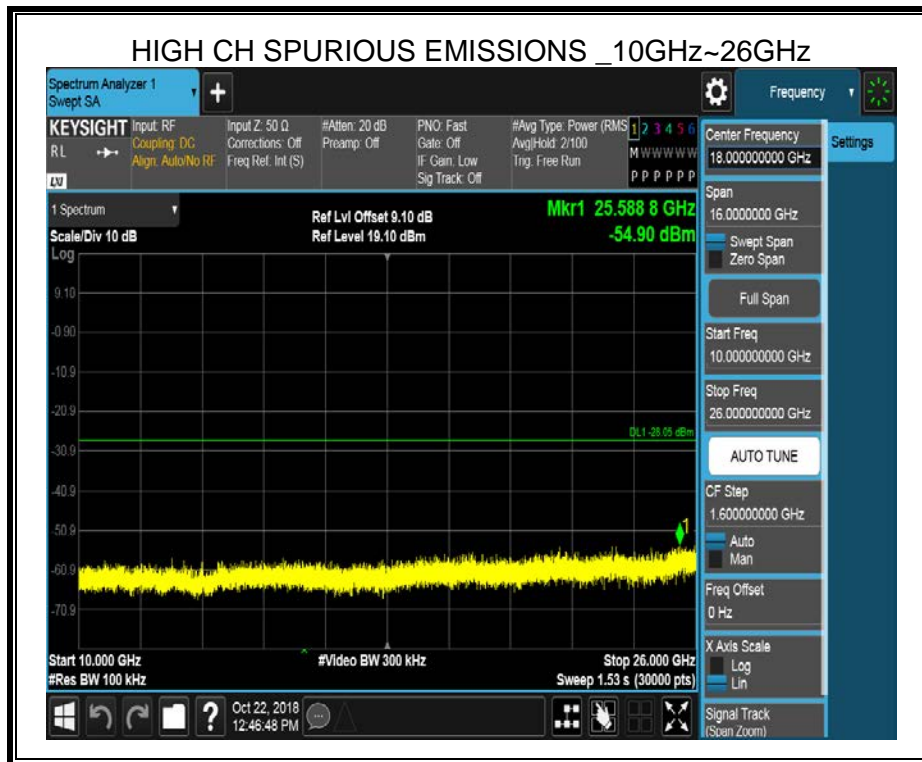 HIGH CH SPURIOUS EMISSIONS _10GHz~26GHz
Spectrum Analyzer 1
Swept SA
+
Frequency
KEYSIGHT
RL
LXI
Input: RF
Coupling: DC
Align: Auto/No RF
Input Z: 50 Ω
Corrections: Off
Freq Ref: Int (S)
#Atten: 20 dB
Preamp: Off
PNO: Fast
Gate: Off
IF Gain: Low
Sig Track: Off
#Avg Type: Power (RMS
Avg|Hold: 2/100
Trig: Free Run
1 2 3 4 5 6
M W W W W W
P P P P P P
1 Spectrum
Scale/Div 10 dB
Ref Lvl Offset 9.10 dB
Ref Level 19.10 dBm
Mkr1 25.588 8 GHz
-54.90 dBm
Log
9.10
-0.90
-10.9
-20.9
DL1 -28.05 dBm
-30.9
-40.9
-50.9
1
-60.9
-70.9
Start 10.000 GHz
#Res BW 100 kHz
#Video BW 300 kHz
Stop 26.000 GHz
Sweep 1.53 s (30000 pts)
?
Oct 22, 2018
12:46:48 PM
Center Frequency
18.000000000 GHz
Settings
Span
16.0000000 GHz
Swept Span
Zero Span
Full Span
Start Freq
10.000000000 GHz
Stop Freq
26.000000000 GHz
AUTO TUNE
CF Step
1.600000000 GHz
Auto
Man
Freq Offset
0 Hz
X Axis Scale
Log
Lin
Signal Track
(Span Zoom)